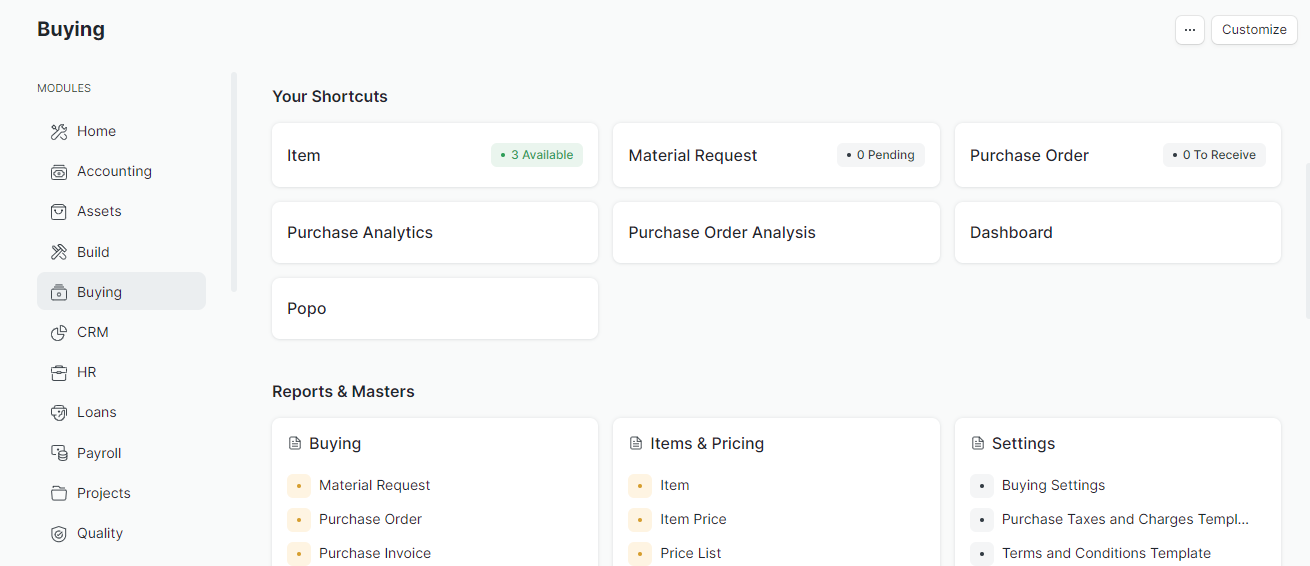 Buying
...
Customize
MODULES
Home
Accounting
Assets
Build
Buying
CRM
HR
Loans
Payroll
Projects
Quality
Your Shortcuts
Item
3 Available
Material Request
0 Pending
Purchase Order
0 To Receive
Purchase Analytics
Purchase Order Analysis
Dashboard
Popo
Reports & Masters
Buying
Material Request
Purchase Order
Purchase Invoice
Items & Pricing
Item
Item Price
Price List
Settings
Buying Settings
Purchase Taxes and Charges Templ...
Terms and Conditions Template